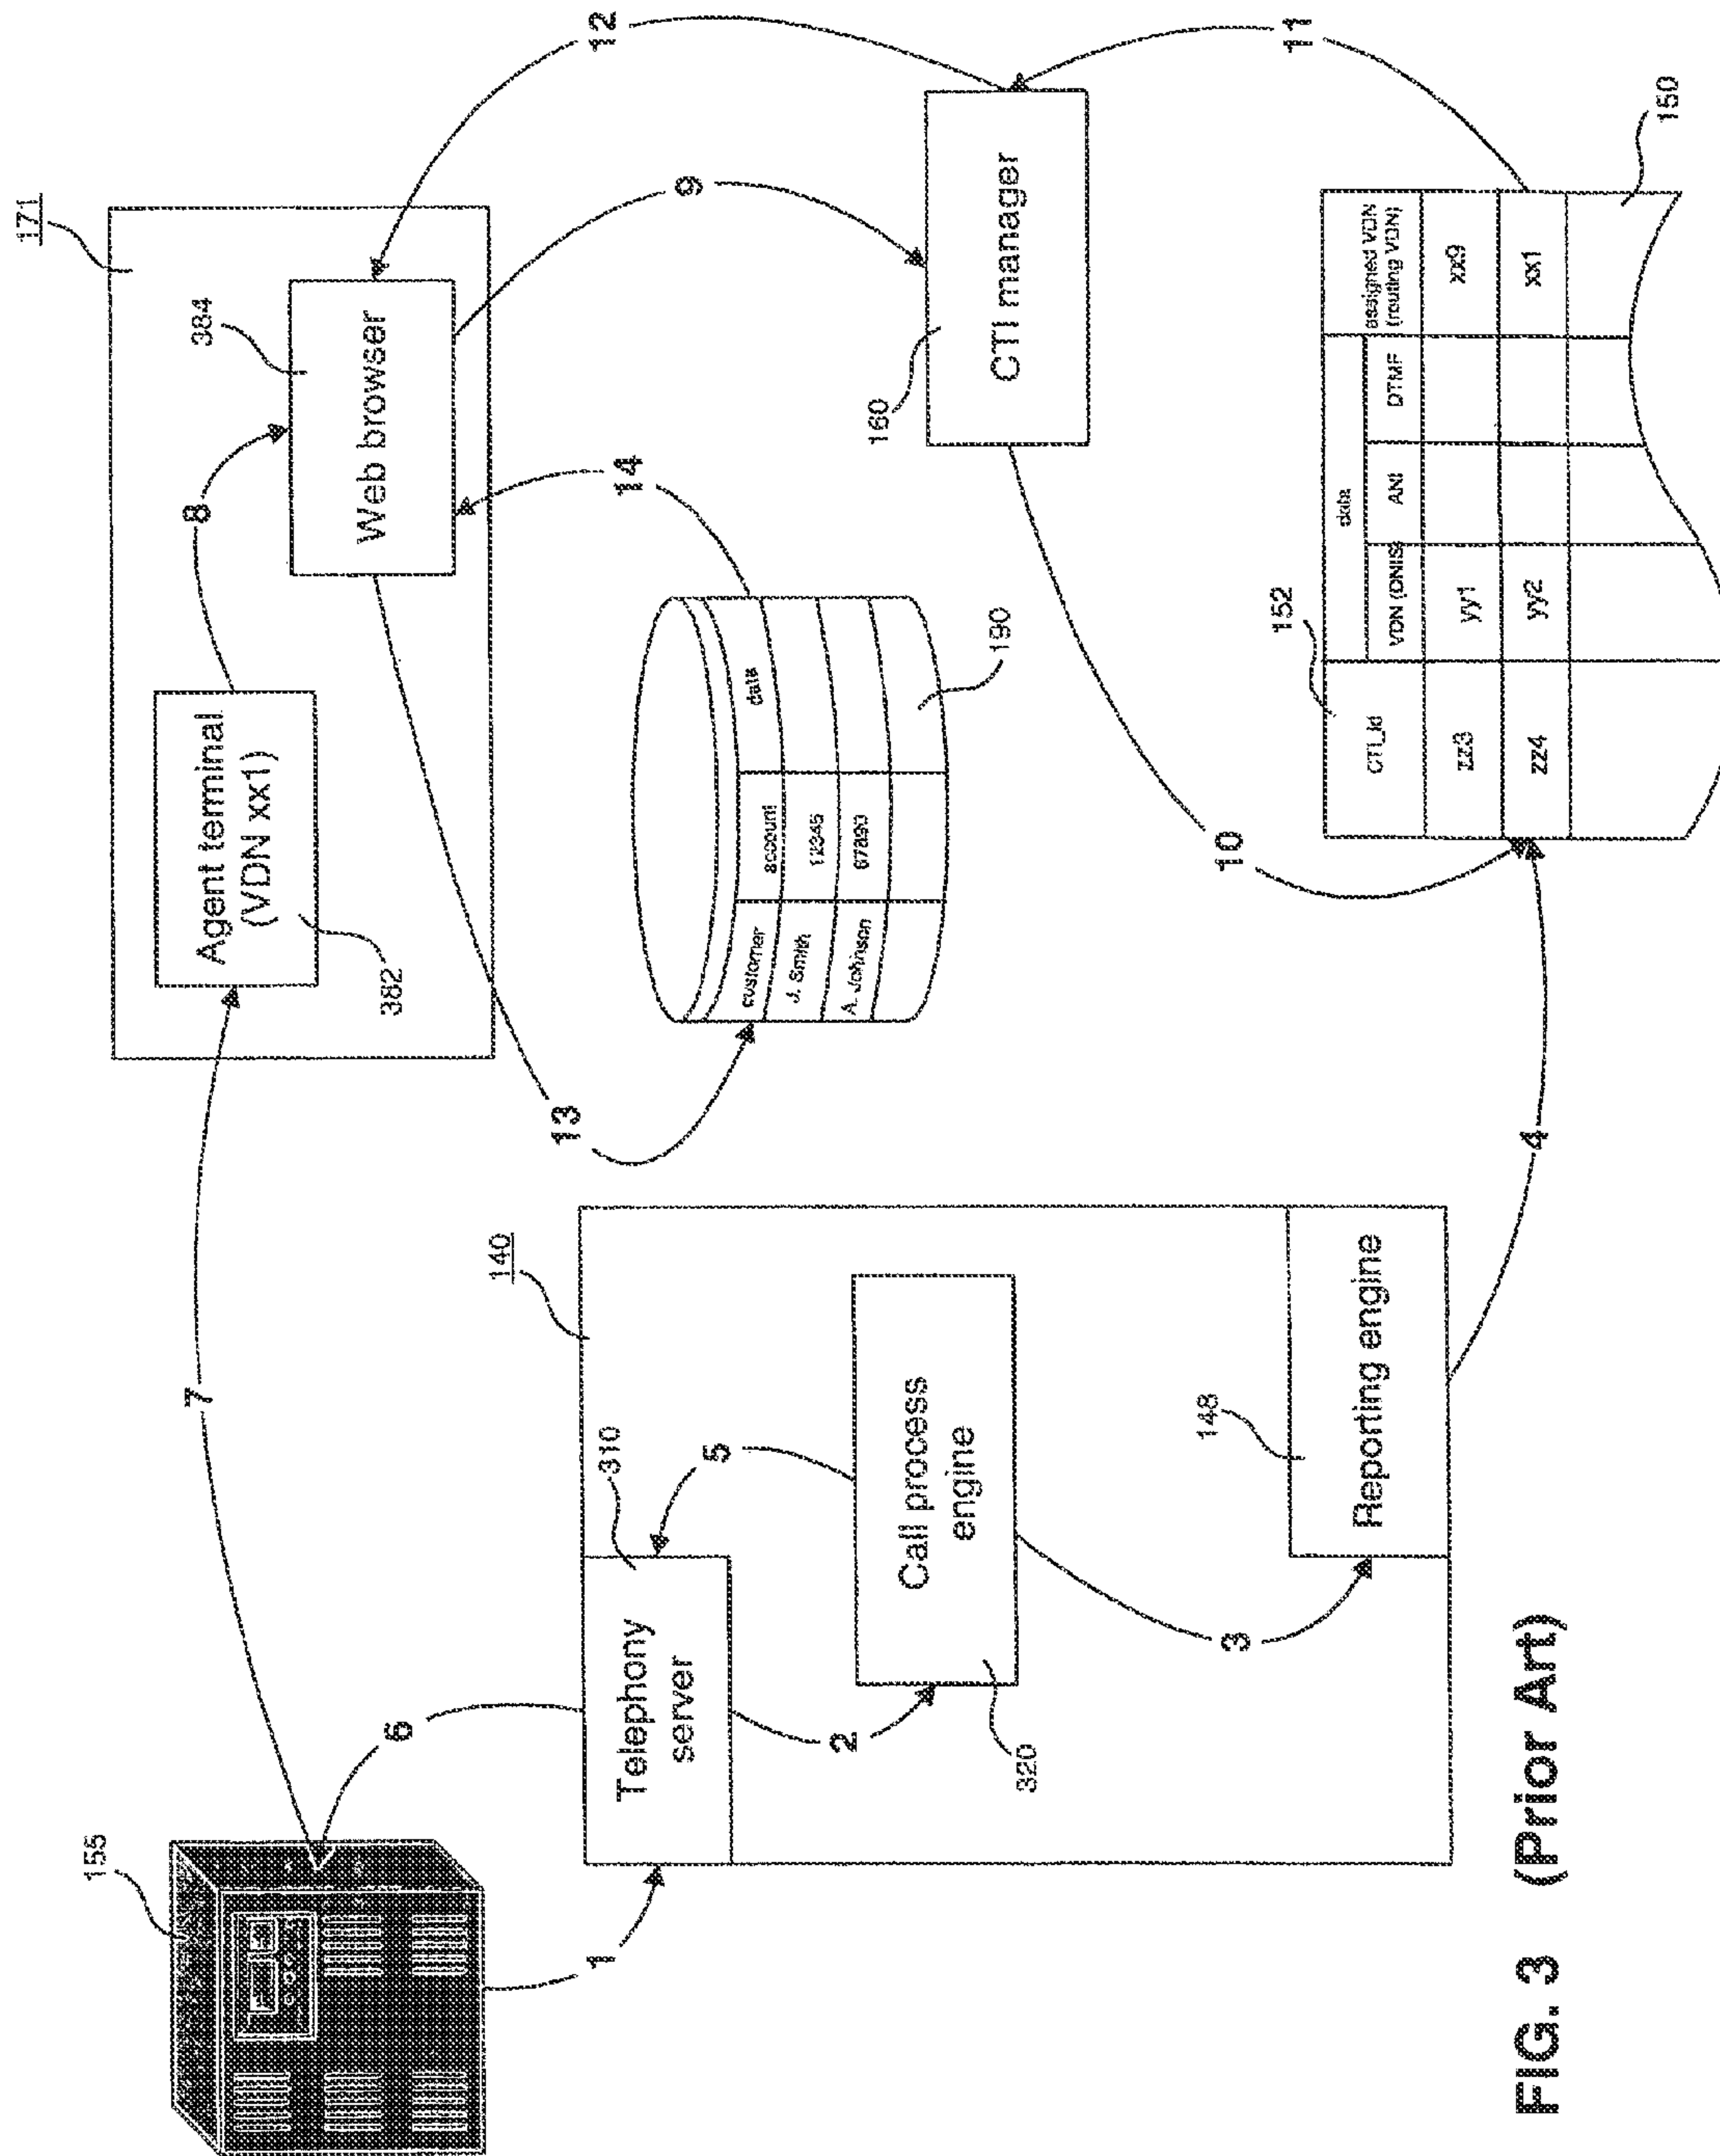 155
171
Agent terminal
(VDN xx1)
382
384
Web browser
7
8
12
6
1
9
14
13
140
310
Telephony
server
5
2
Call process
engine
320
3
148
Reporting engine
customer
account
data
J. Smith
12345
A. Johnson
67890
190
160
CTI manager
10
11
4
152
150
CTI_id
data
assigned VDN
(routing VDN)
VDN (DNIS
ANI
DTMF
zz3
yy1
xx9
zz4
yy2
xx1
FIG. 3 (Prior Art)